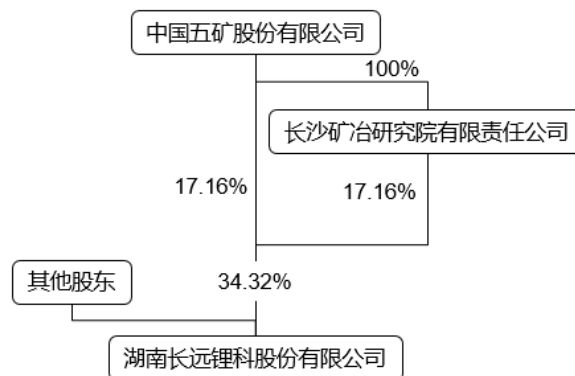 中国五矿股份有限公司
100%
长沙矿冶研究院有限责任公司
17.16%
17.16%
其他股东
34.32%
湖南长远锂科股份有限公司